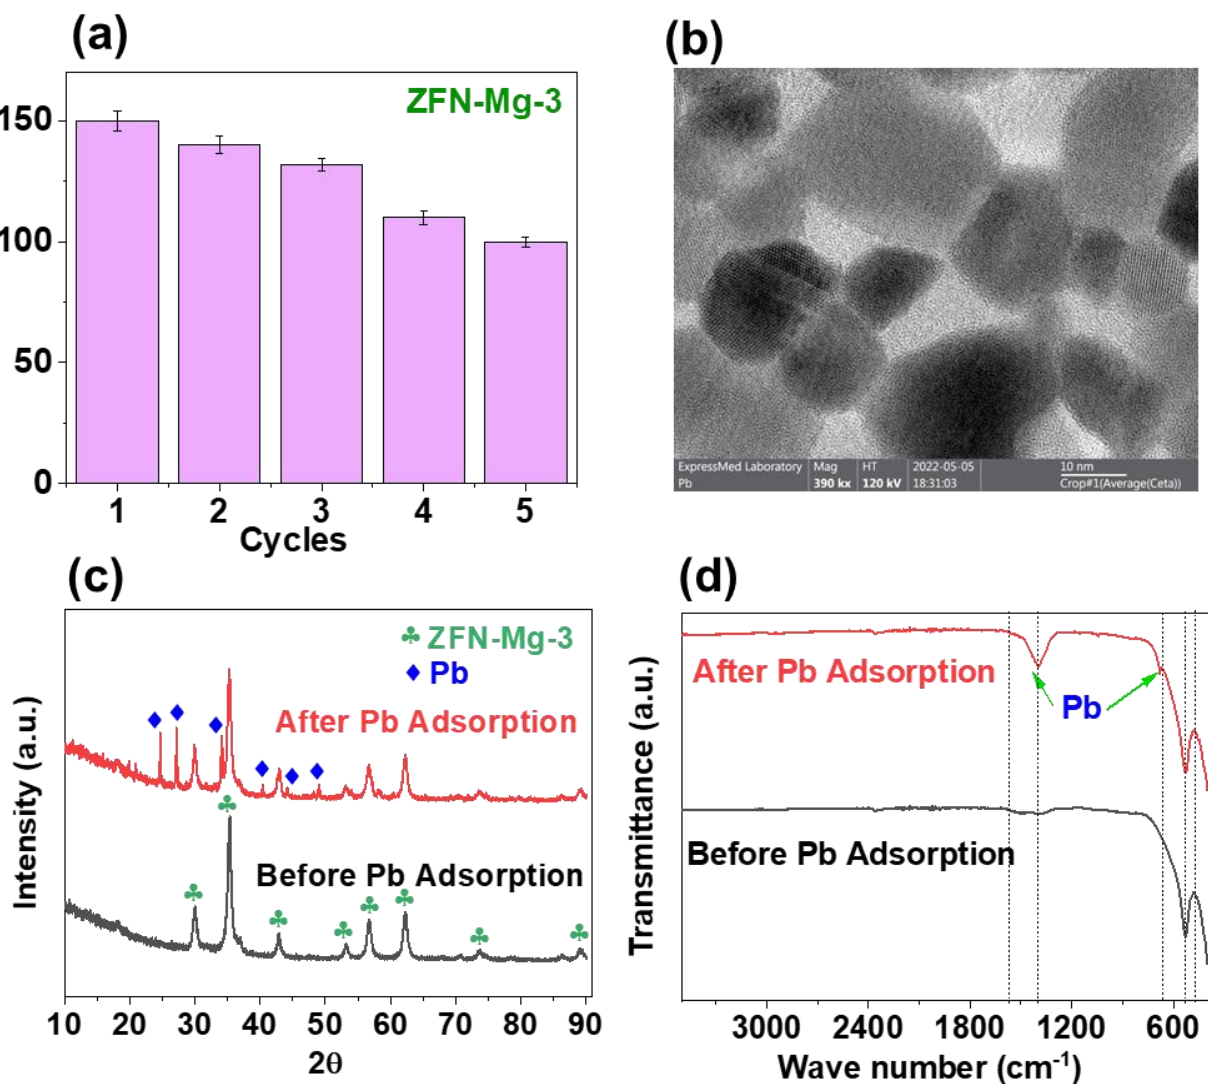 (a)
ZFN-Mg-3
150
100
50
0
1 2 3 4 5
Cycles
(b)
ExpressMed Laboratory
Pb
Mag
390 kx
HT
120 kV
2022-05-05
18:31:03
10 nm
Crop#1(Average(Ceta))
(c)
ZFN-Mg-3
Pb
After Pb Adsorption
Before Pb Adsorption
Intensity (a.u.)
10 20 30 40 50 60 70 80 90
2θ
(d)
After Pb Adsorption
Pb
Before Pb Adsorption
Transmittance (a.u.)
3000 2400 1800 1200 600
Wave number (cm⁻¹)